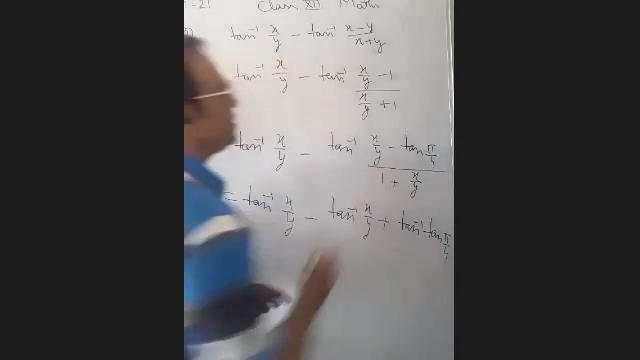 -21 Class XII Math
tan⁻¹ x/y - tan⁻¹ (x-y)/(x+y)
tan⁻¹ x/y - tan⁻¹ (x/y - 1)/(x/y + 1)
tan⁻¹ x/y - tan⁻¹ (x/y - tan π/4)/(1 + x/y)
= tan⁻¹ x/y - tan⁻¹ x/y + tan⁻¹ tan π/4